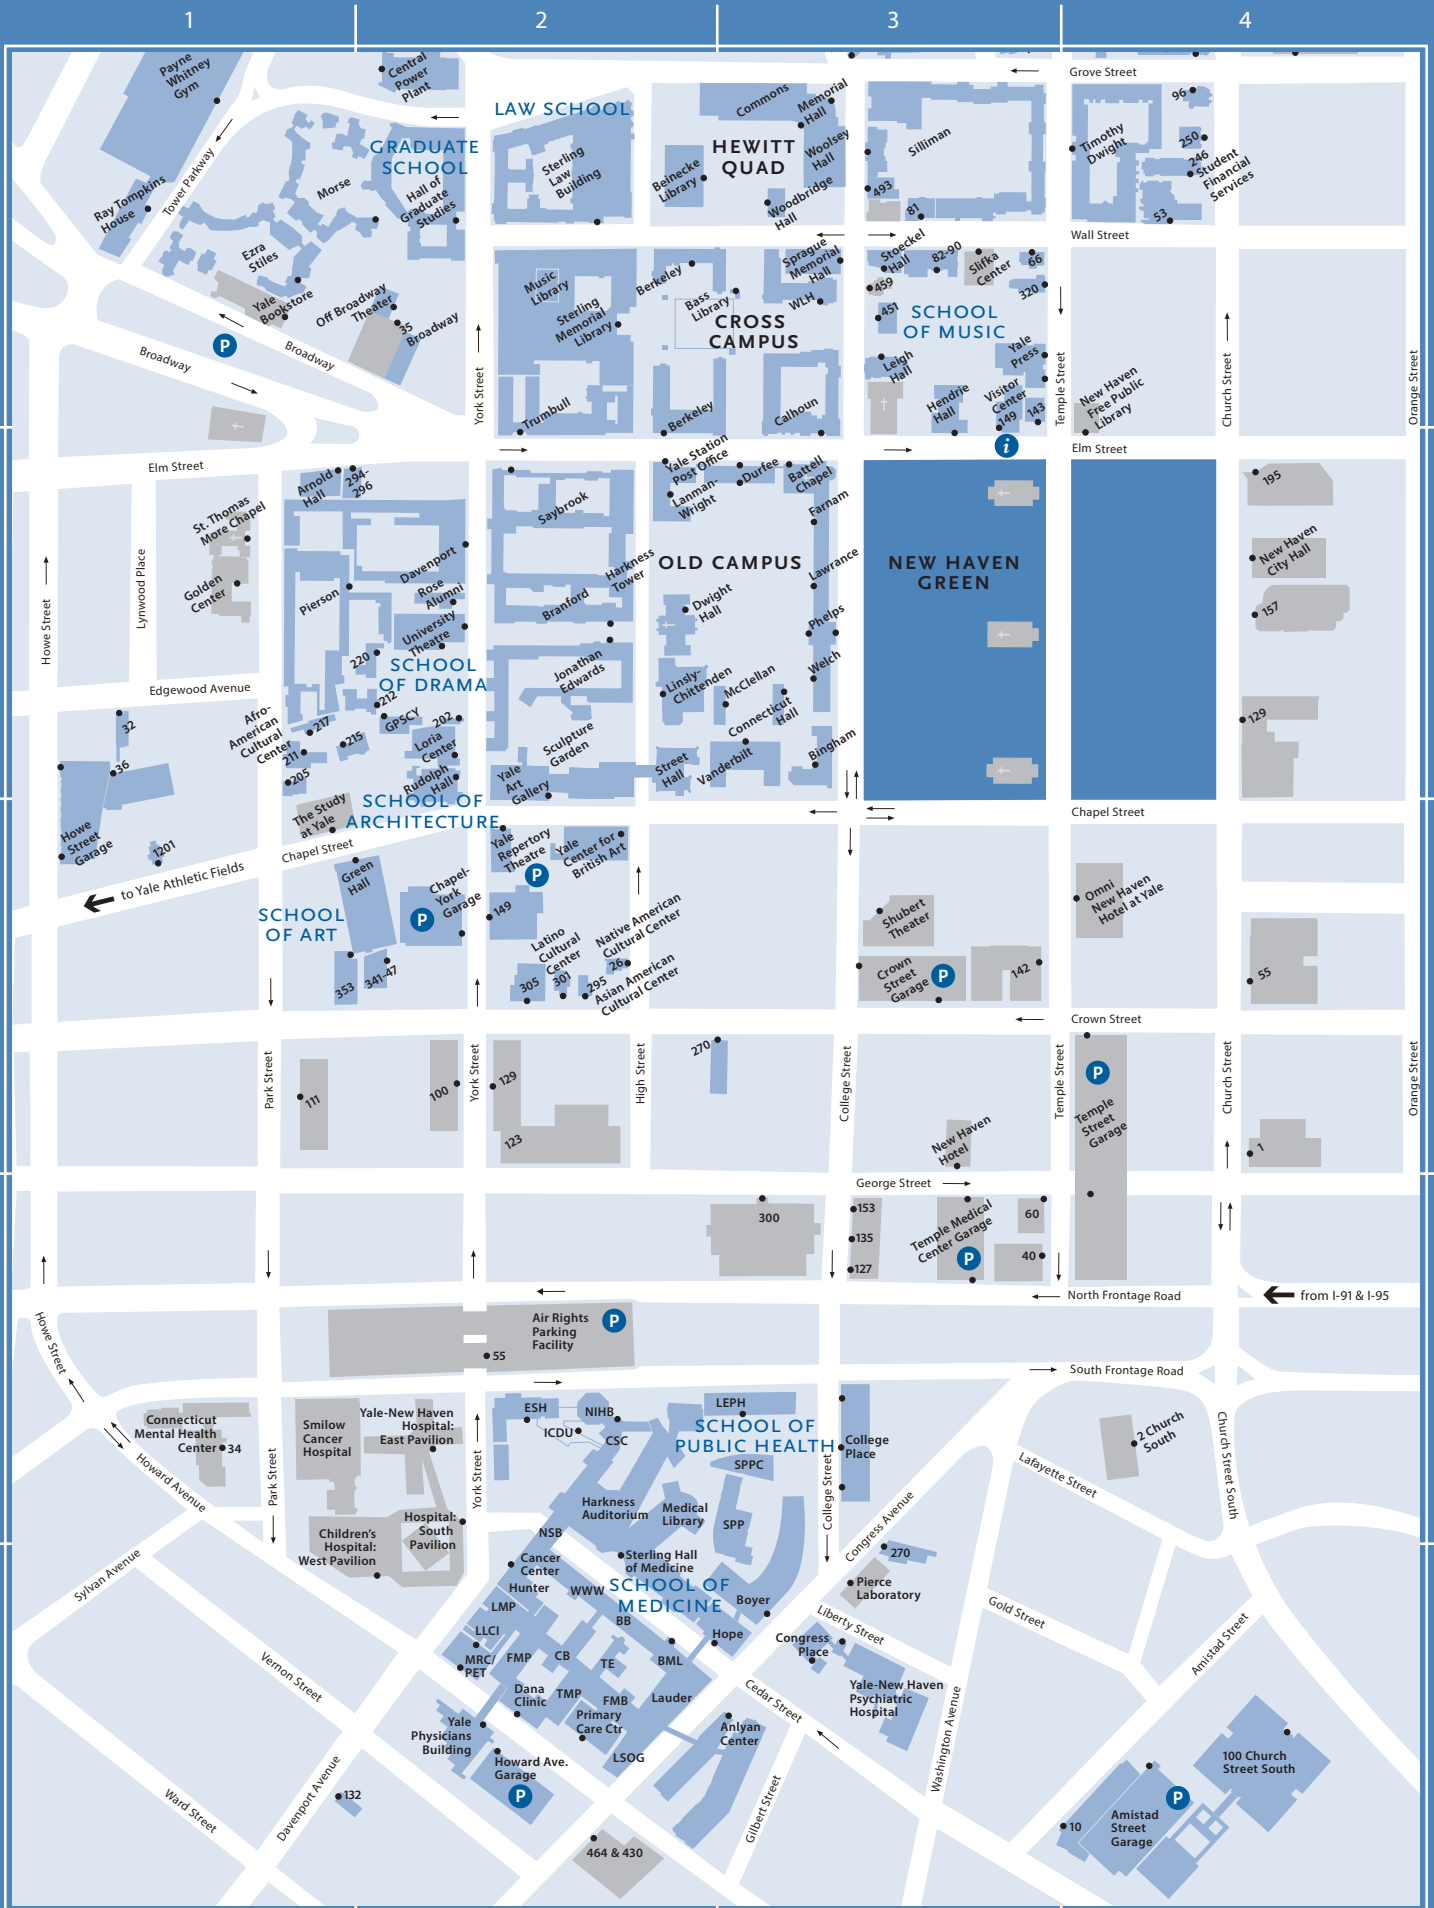 1
2
3
4
Payne
Whitney
Gym
Central
Power
Plant
Grove Street
LAW SCHOOL
Commons
Memorial
Hall
96
GRADUATE
SCHOOL
HEWITT
QUAD
Woolsey
Hall
Silliman
Timothy
Dwight
250
246
Student
Financial
Services
Tower Parkway
Sterling
Law
Building
Beinecke
Library
Morse
Hall of
Graduate
Studies
Ray Tompkins
House
Woodbridge
Hall
493
81
53
Wall Street
Ezra
Stiles
Yale
Bookstore
Off Broadway
Theater
35
Broadway
Music
Library
Sterling
Memorial
Library
Berkeley
Bass
Library
Sprague
Memorial
Hall
WLH
Stoeckel
Hall
82-90
Slifka
Center
66
459
451
320
SCHOOL
OF MUSIC
CROSS
CAMPUS
P
Broadway
Broadway
York Street
Leigh
Hall
Yale
Press
Hendrie
Hall
Visitor
Center
149
143
Temple Street
New Haven
Free Public
Library
Church Street
Orange Street
Trumbull
Berkeley
Calhoun
i
Elm Street
Elm Street
Arnold
Hall
294-
296
Yale Station
Post Office
Durfee
Battell
Chapel
Lanman-
Wright
Farnam
195
St. Thomas
More Chapel
Saybrook
Lynwood Place
Howe Street
Golden
Center
Davenport
Pierson
Rose
Alumni
University
Theatre
Harkness
Tower
Branford
OLD CAMPUS
Lawrance
Dwight
Hall
Phelps
NEW HAVEN
GREEN
New Haven
City Hall
157
220
SCHOOL
OF DRAMA
Jonathan
Edwards
Linsly-
Chittenden
McClellan
Welch
Edgewood Avenue
212
GPSCY
202
Connecticut
Hall
129
32
36
Afro-
American
Cultural
Center
217
211
215
205
Loria
Center
Rudolph
Hall
Sculpture
Garden
Yale
Art
Gallery
Street
Hall
Vanderbilt
Bingham
The Study
at Yale
SCHOOL OF
ARCHITECTURE
Chapel Street
Chapel Street
Howe
Street
Garage
1201
to Yale Athletic Fields
Green
Hall
Chapel-
York
Garage
P
Yale
Repertory
Theatre
Yale
Center for
British Art
P
149
SCHOOL
OF ART
353
341-47
Latino
Cultural
Center
305
301
295
26
Native American
Cultural Center
Asian American
Cultural Center
Shubert
Theater
Crown
Street
Garage
P
142
Omni
New Haven
Hotel at Yale
55
Crown Street
Park Street
111
100
York Street
129
123
High Street
270
College Street
New Haven
Hotel
Temple Street
P
Temple
Street
Garage
Church Street
1
Orange Street
George Street
300
153
135
127
Temple Medical
Center Garage
P
60
40
North Frontage Road
from I-91 & I-95
Howe Street
Air Rights
Parking
Facility
P
55
South Frontage Road
Connecticut
Mental Health
Center
34
Smilow
Cancer
Hospital
Yale-New Haven
Hospital:
East Pavilion
ESH
NIHB
ICDU
CSC
LEPH
SCHOOL OF
PUBLIC HEALTH
SPPC
College
Place
2 Church
South
Howard Avenue
Park Street
York Street
College Street
Lafayette Street
Church Street South
Harkness
Auditorium
Medical
Library
SPP
Hospital:
South
Pavilion
Children's
Hospital:
West Pavilion
NSB
Cancer
Center
Sterling Hall
of Medicine
Congress Avenue
270
Pierce
Laboratory
Sylvan Avenue
Hunter
WWW
SCHOOL OF
MEDICINE
Boyer
LMP
BB
Hope
LLCI
Liberty Street
Gold Street
Congress
Place
Amistad Street
MRC/
PET
FMP
CB
TE
BML
Vernon Street
Dana
Clinic
TMP
FMB
Lauder
Cedar Street
Yale-New Haven
Psychiatric
Hospital
Primary
Care Ctr
Anlyan
Center
Yale
Physicians
Building
LSOG
Washington Avenue
Howard Ave.
Garage
P
132
Davenport Avenue
Ward Street
Gilbert Street
464 & 430
100 Church
Street South
P
Amistad
Street
Garage
10